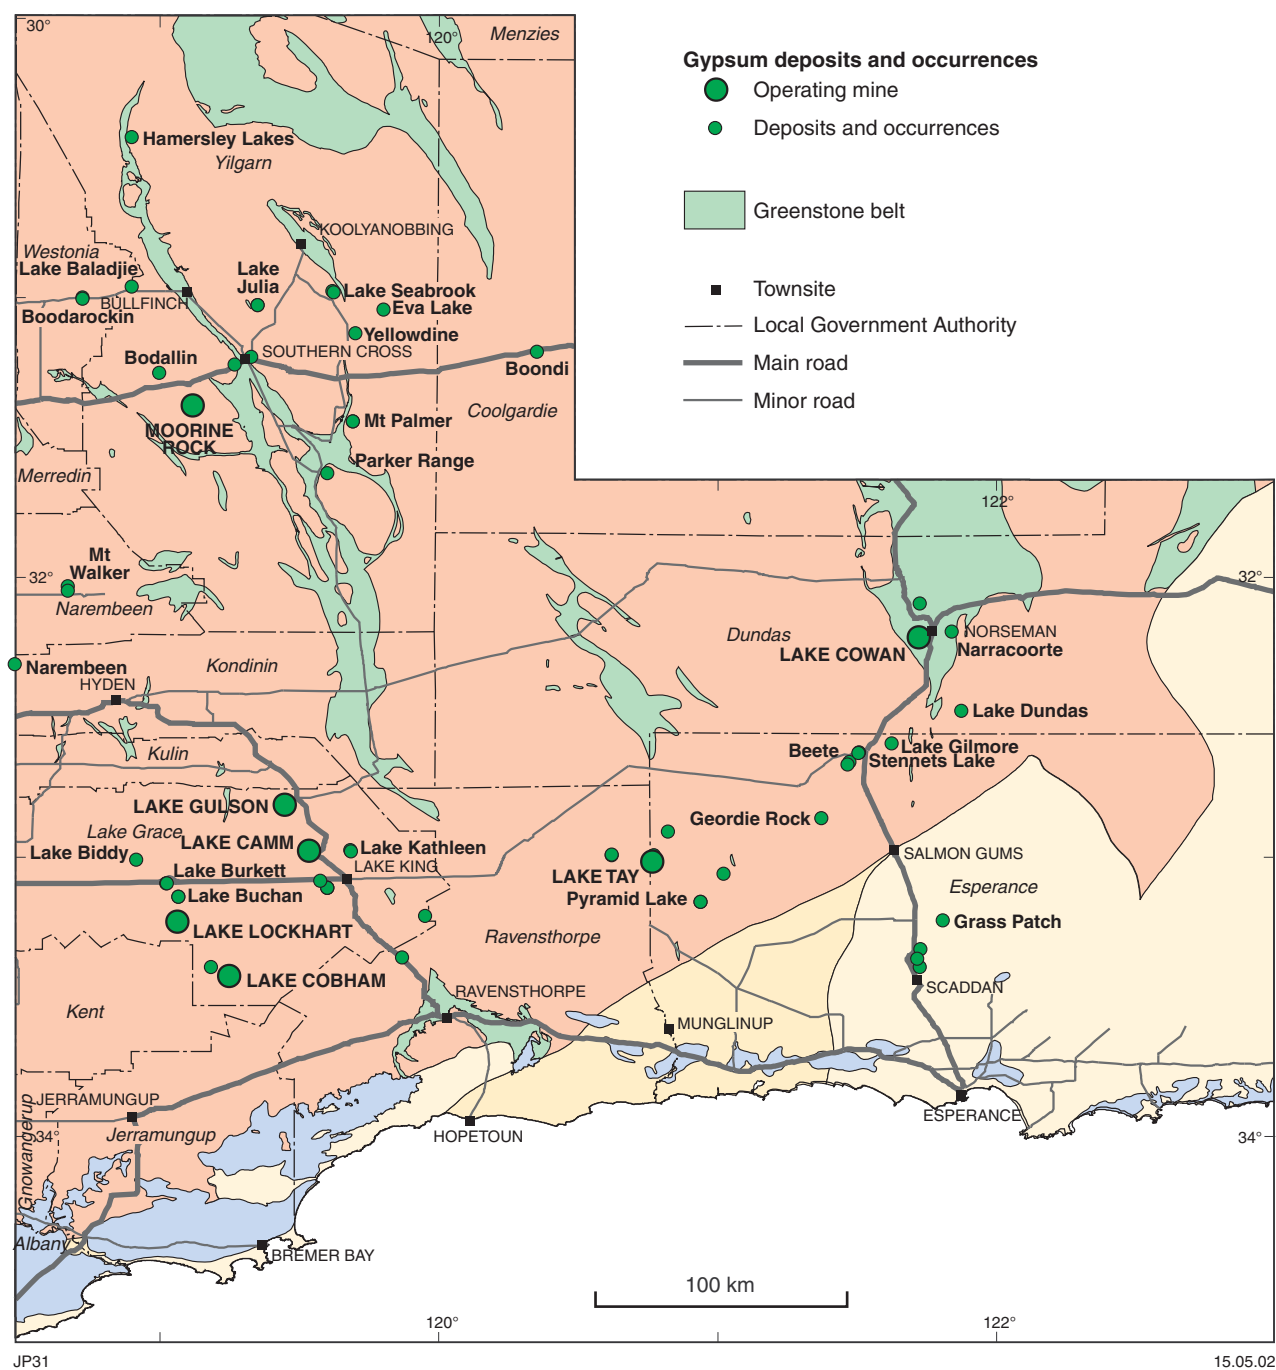 30°
120°
Menzies
Gypsum deposits and occurrences
Operating mine
Deposits and occurrences
Hamersley Lakes
Yilgarn
Greenstone belt
KOOLYANOBBING
Westonia
Lake Baladjie
Lake
Julia
Lake Seabrook
BULLFINCH
Eva Lake
Boodarockin
Townsite
Local Government Authority
Yellowdine
SOUTHERN CROSS
Bodallin
Boondi
Main road
Minor road
Coolgardie
Mt Palmer
MOORINE
ROCK
Parker Range
Merredin
122°
Mt
Walker
32°
32°
Narembeen
Dundas
NORSEMAN
Narracoorte
LAKE COWAN
Narembeen
Kondinin
HYDEN
Lake Dundas
Kulin
Beete
Lake Gilmore
Stennets Lake
LAKE GULSON
Geordie Rock
Lake Grace
LAKE CAMM
Lake Kathleen
Lake Biddy
LAKE KING
SALMON GUMS
Lake Burkett
LAKE TAY
Esperance
Lake Buchan
Pyramid Lake
Grass Patch
LAKE LOCKHART
Ravensthorpe
LAKE COBHAM
SCADDAN
RAVENSTHORPE
Kent
MUNGLINUP
JERRAMUNGUP
ESPERANCE
34°
Jerramungup
HOPETOUN
34°
Gnowangerup
Albany
BREMER BAY
100 km
120°
122°
JP31
15.05.02